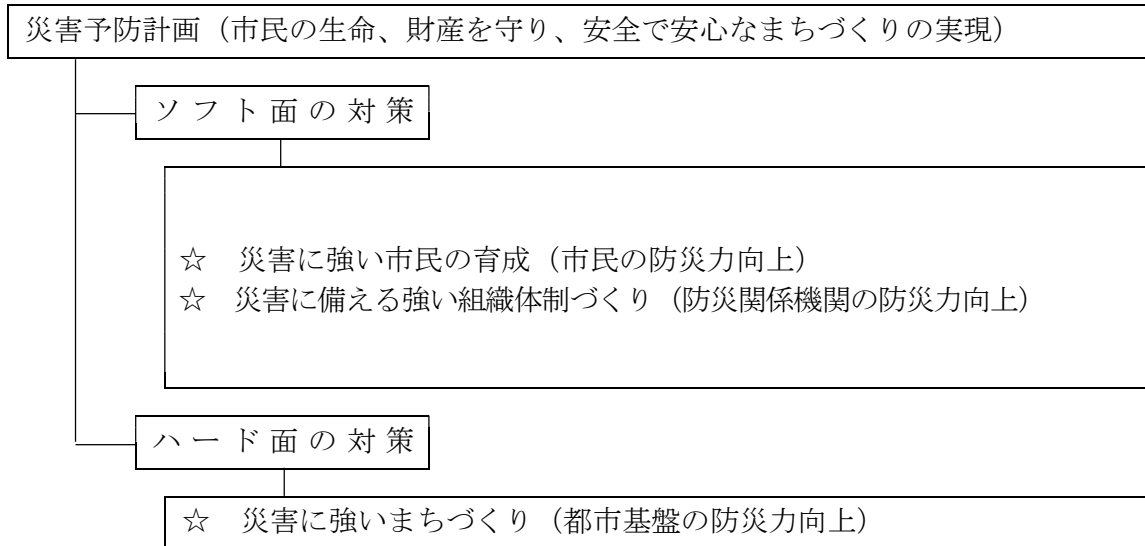 災害予防計画（市民の生命、財産を守り、安全で安心なまちづくりの実現）
ソフト面の対策
☆　災害に強い市民の育成（市民の防災力向上）
☆　災害に備える強い組織体制づくり（防災関係機関の防災力向上）
ハード面の対策
☆　災害に強いまちづくり（都市基盤の防災力向上）